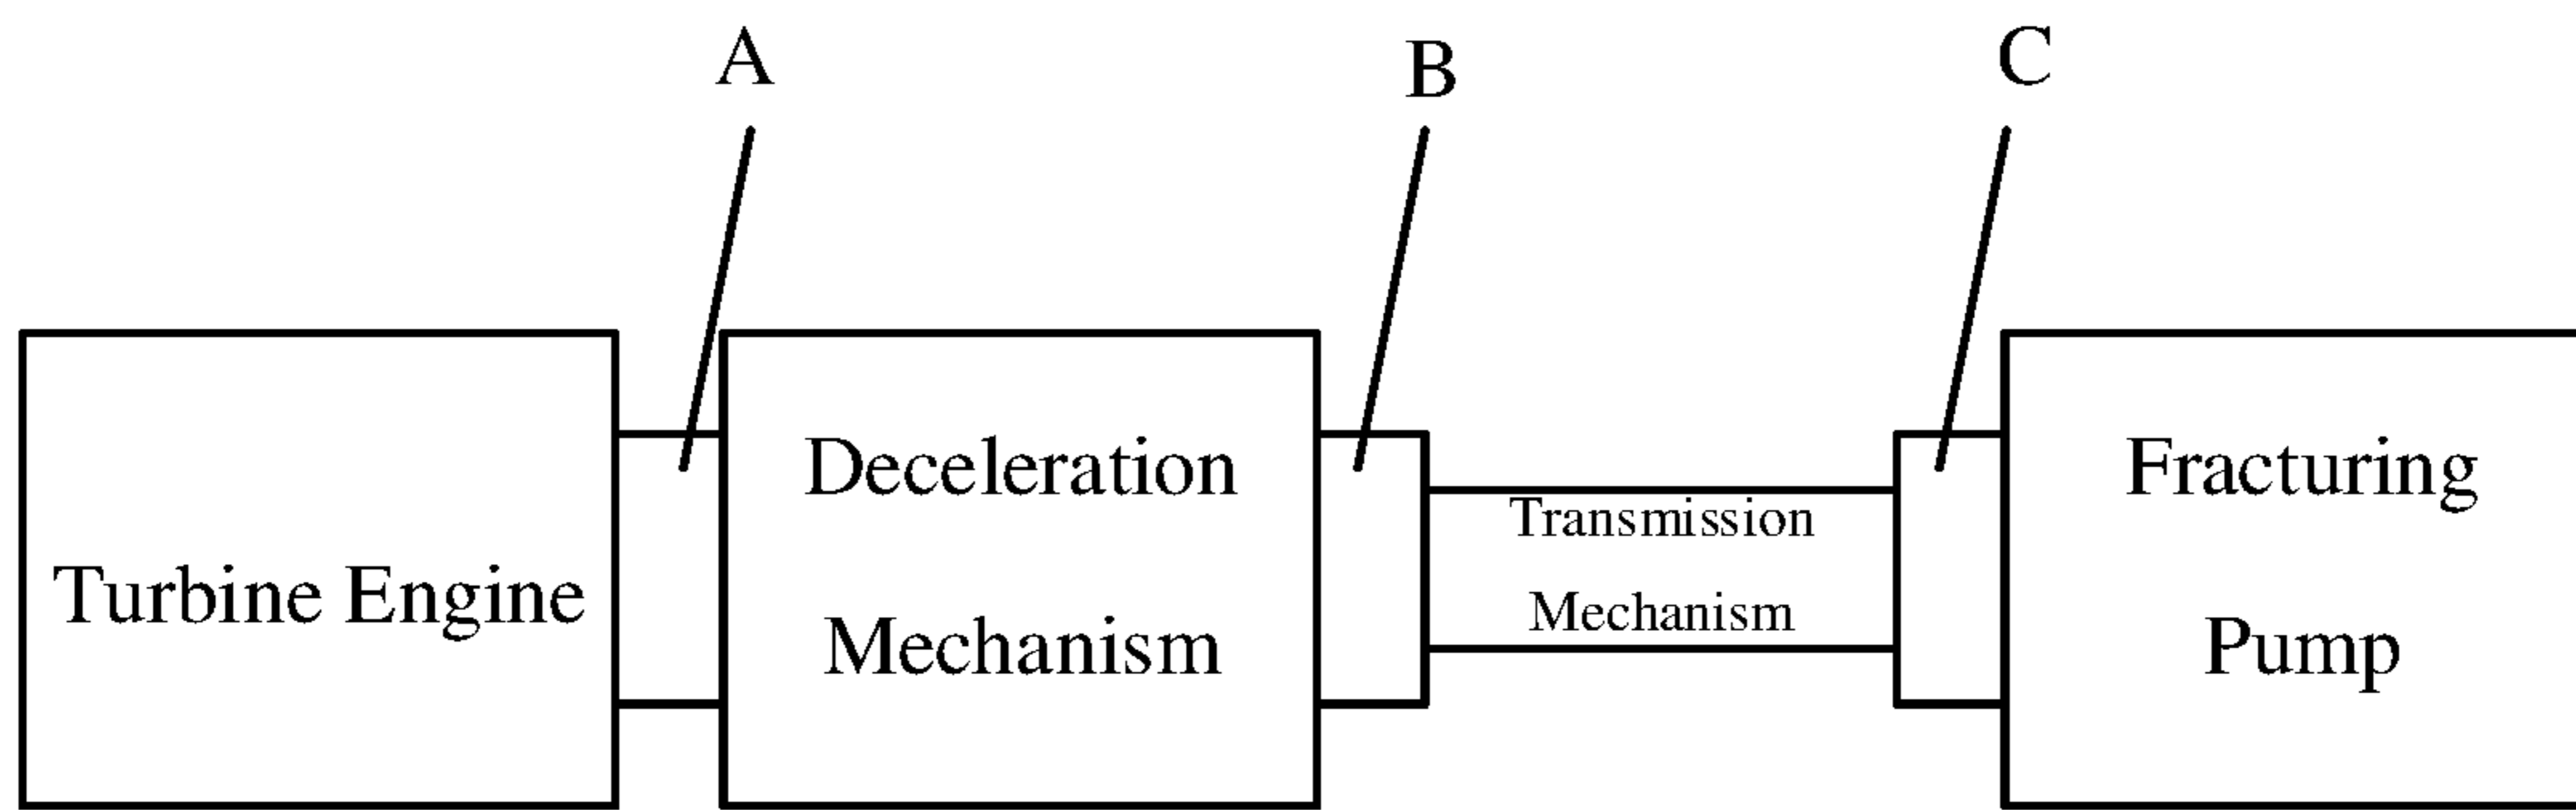 A
B
C
Turbine Engine
Deceleration
Mechanism
Transmission
Mechanism
Fracturing
Pump